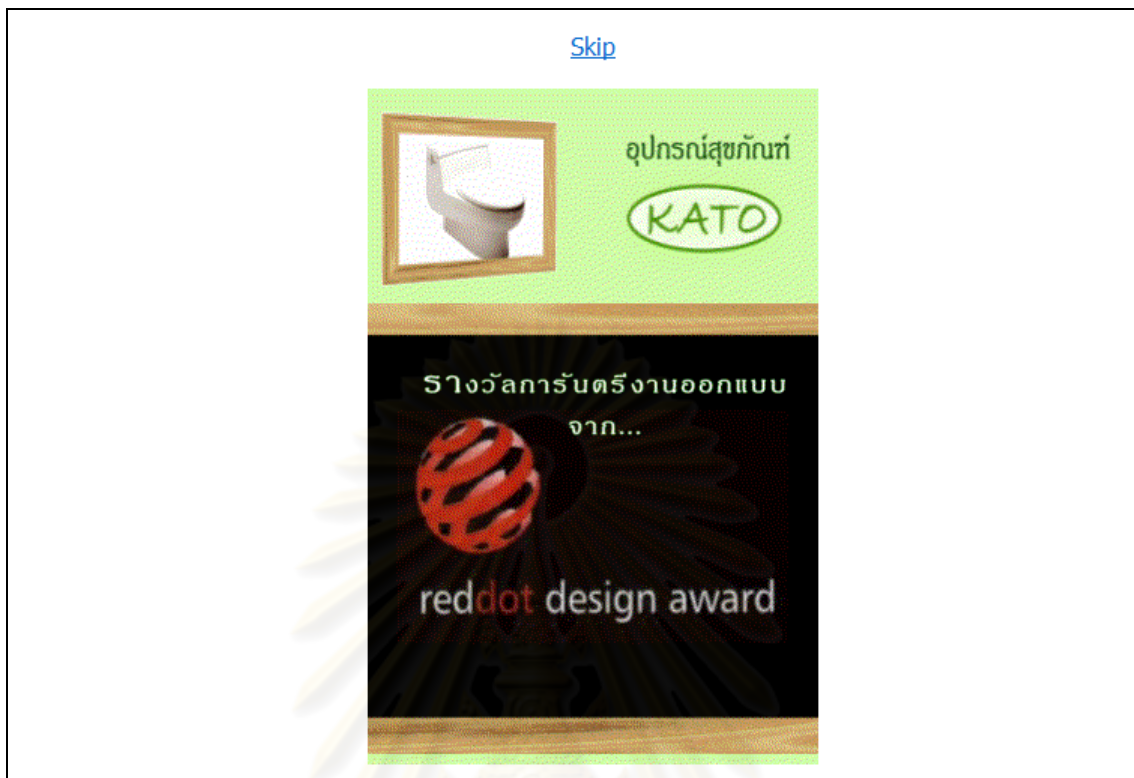 Skip
อุปกรณ์สุขภัณฑ์
KATO
รางวัลการันตรีงานออกแบบ
จาก...
reddot design award